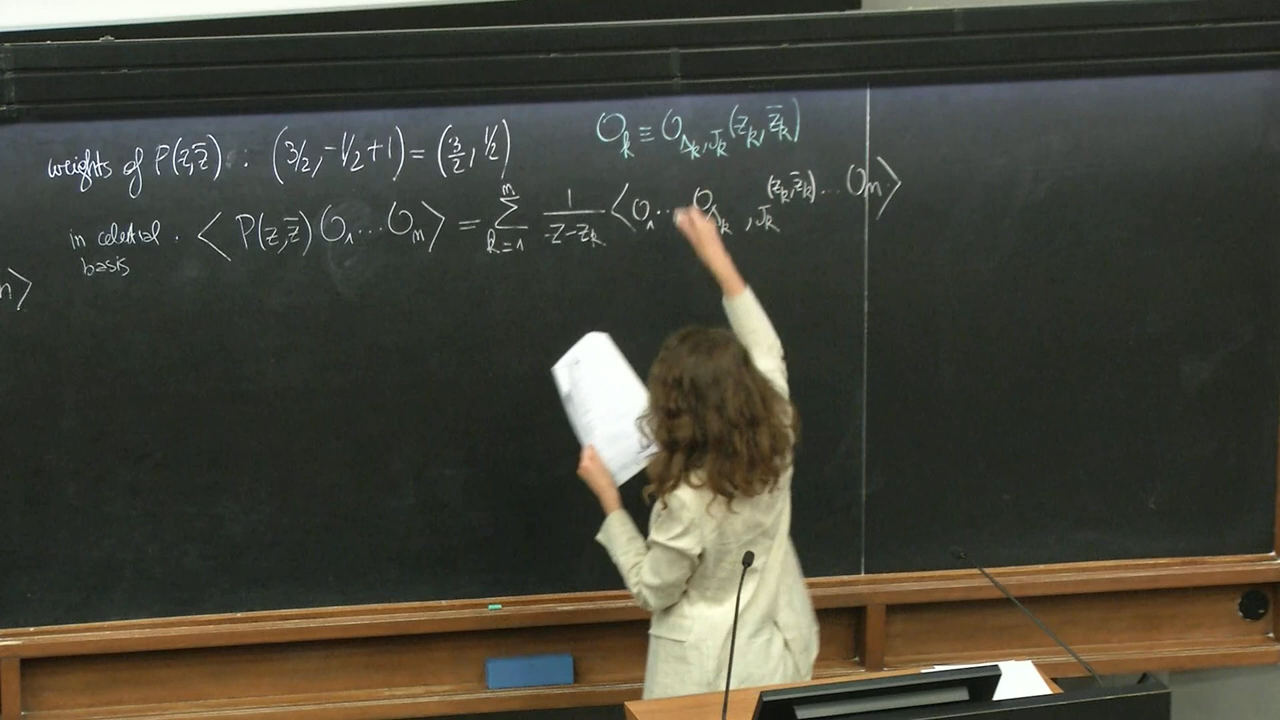 weights of P(z,z̄) : (3/2, -1/2+1) = (3/2, 1/2)
O_k ≡ O_{Δ_k,J_k}(z_k,z̄_k)
in celestial basis . ⟨ P(z,z̄) O_1 ... O_m ⟩ = Σ_{k=1}^{m} 1/(z-z_k) ⟨ O_1 ... O_{Δ_k, J_k}(z_k,z̄_k) ... O_m ⟩
n⟩